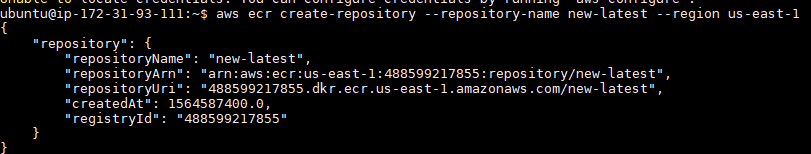 unable to locate credentials. You can configure credentials by running "aws configure".
ubuntu@ip-172-31-93-111:~$ aws ecr create-repository --repository-name new-latest --region us-east-1
{
    "repository": {
        "repositoryName": "new-latest",
        "repositoryArn": "arn:aws:ecr:us-east-1:488599217855:repository/new-latest",
        "repositoryUri": "488599217855.dkr.ecr.us-east-1.amazonaws.com/new-latest",
        "createdAt": 1564587400.0,
        "registryId": "488599217855"
    }
}